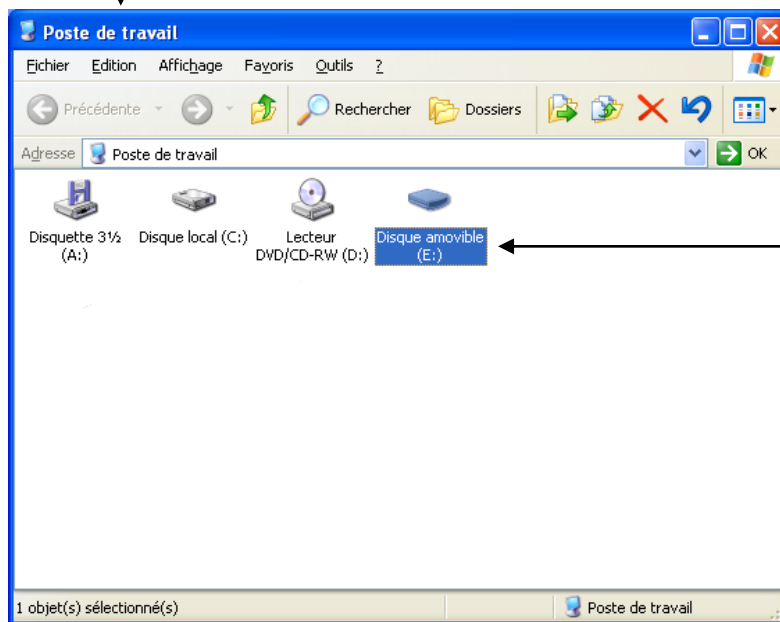 Poste de travail
Fichier Edition Affichage Favoris Outils ?
Précédente Rechercher Dossiers
Adresse Poste de travail OK
Disquette 3½ (A:)
Disque local (C:)
Lecteur DVD/CD-RW (D:)
Disque amovible (E:)
1 objet(s) sélectionné(s) Poste de travail